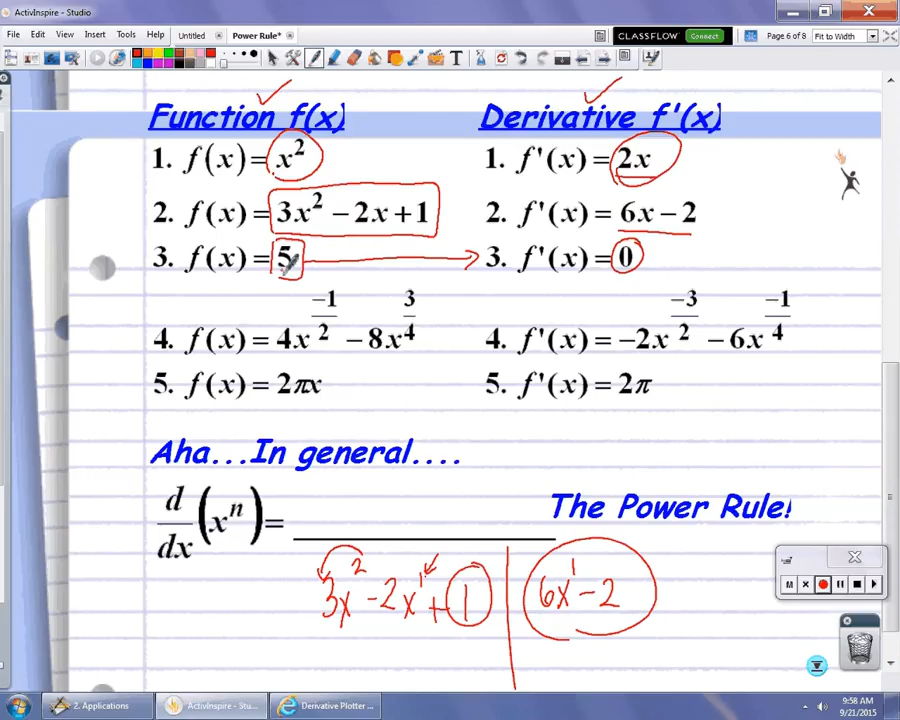 ActivInspire - Studio
File Edit View Insert Tools Help Untitled Power Rule* CLASSFLOW Connect Page 6 of 8 Fit to Width
Function f(x) Derivative f'(x)
1. f(x) = x² 1. f'(x) = 2x
2. f(x) = 3x² − 2x + 1 2. f'(x) = 6x − 2
3. f(x) = 5 3. f'(x) = 0
4. f(x) = 4x^(−1/2) − 8x^(3/4) 4. f'(x) = −2x^(−3/2) − 6x^(−1/4)
5. f(x) = 2πx 5. f'(x) = 2π
Aha...In general....
d/dx (xⁿ) = The Power Rule!
3x² − 2x¹ + 1 6x¹ − 2
M
2. Applications ActivInspire - Stu... Derivative Plotter ... 9:58 AM
9/21/2015